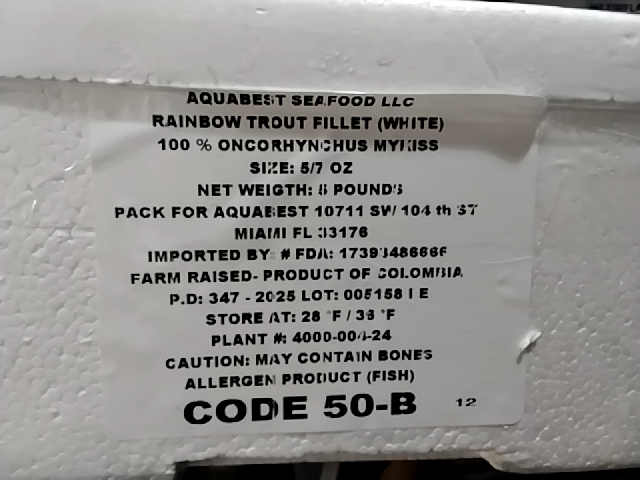 AQUABEST SEAFOOD LLC
RAINBOW TROUT FILLET (WHITE)
100 % ONCORHYNCHUS MYKISS
SIZE: 5/7 OZ
NET WEIGTH: POUNDS
PACK FOR AQUABEST 10711 SW 104 th ST
MIAMI FL 33176
IMPORTED BY: # FDA:
FARM RAISED- PRODUCT OF COLOMBIA
P.D: 347 - 2025 LOT: 005158 I E
STORE AT: 28 °F / 36 °F
PLANT #: 4000-004-24
CAUTION: MAY CONTAIN BONES
ALLERGEN PRODUCT (FISH)
CODE 50-B 12